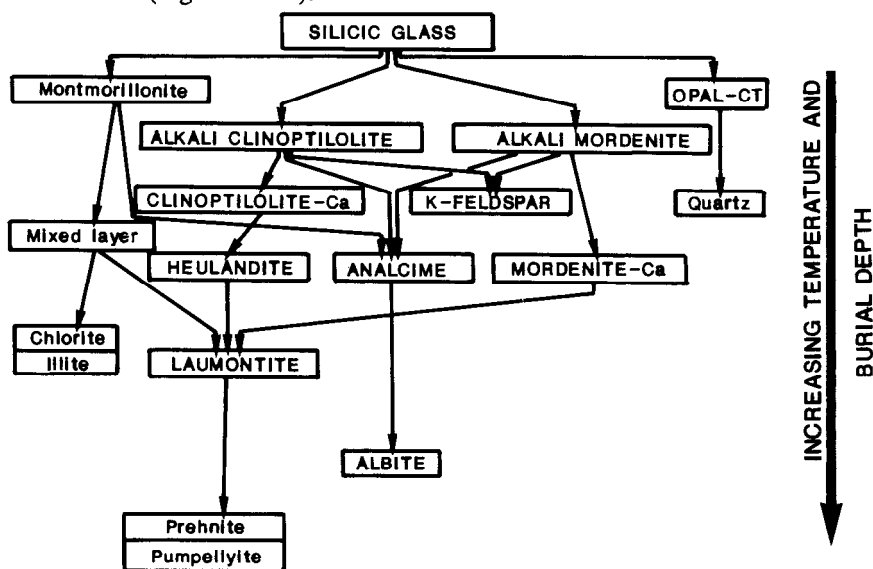 SILICIC GLASS
Montmorillonite
OPAL-CT
ALKALI CLINOPTILOLITE
ALKALI MORDENITE
CLINOPTILOLITE-Ca
K-FELDSPAR
Quartz
Mixed layer
HEULANDITE
ANALCIME
MORDENITE-Ca
Chlorite
Illite
LAUMONTITE
ALBITE
Prehnite
Pumpellyite
INCREASING TEMPERATURE AND
BURIAL DEPTH